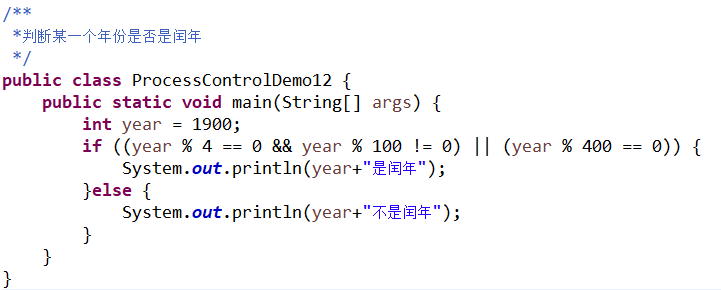 /**
 *判断某一个年份是否是闰年
 */
public class ProcessControlDemo12 {
    public static void main(String[] args) {
        int year = 1900;
        if ((year % 4 == 0 && year % 100 != 0) || (year % 400 == 0)) {
            System.out.println(year+"是闰年");
        }else {
            System.out.println(year+"不是闰年");
        }
    }
}